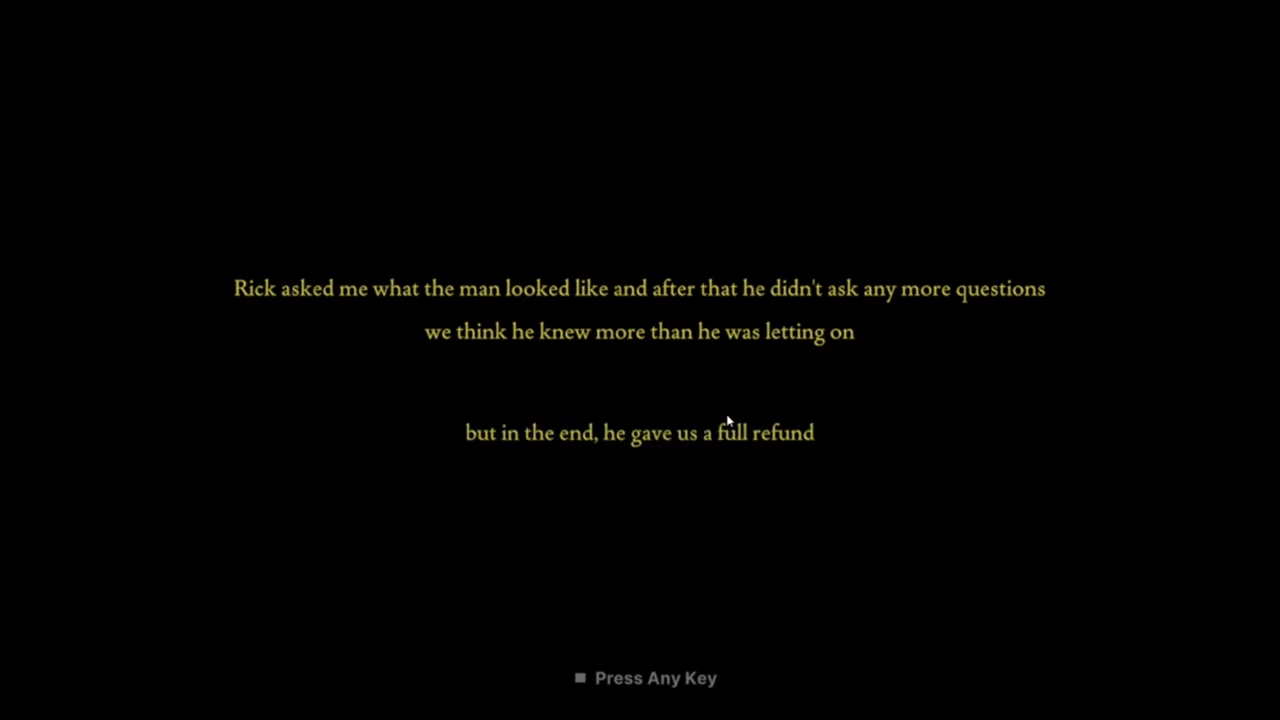 Rick asked me what the man looked like and after that he didn't ask any more questions
we think he knew more than he was letting on
but in the end, he gave us a full refund
Press Any Key